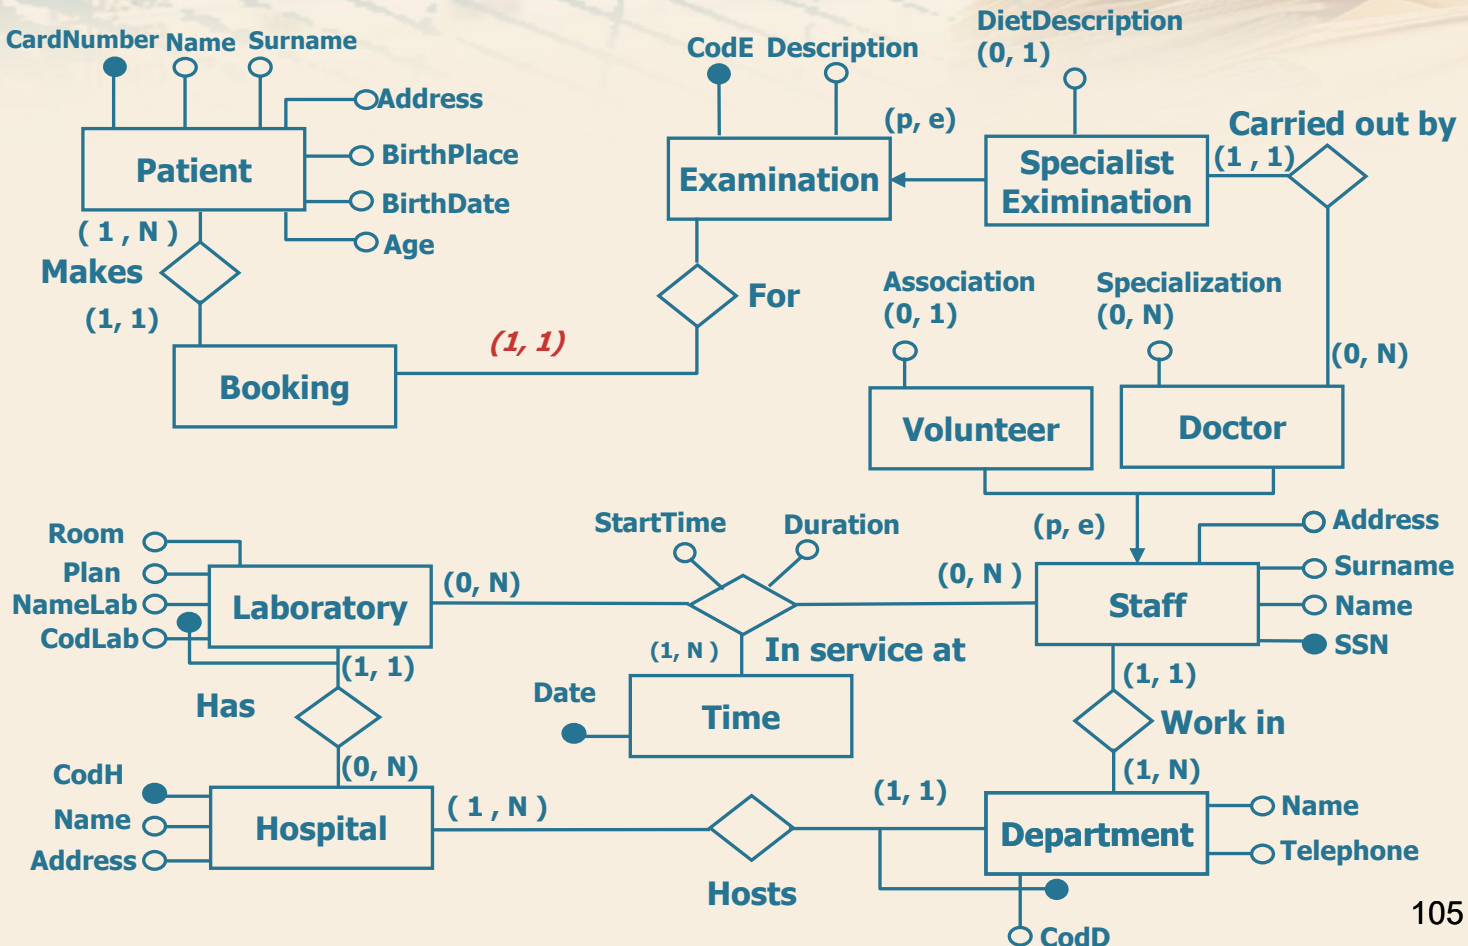 DietDescription
(0, 1)
CardNumber Name Surname
CodE Description
Address
(p, e)
Carried out by
Patient
BirthPlace
Examination
Specialist
Eximination
(1 , 1)
BirthDate
( 1 , N )
Age
Makes
For
Association
(0, 1)
Specialization
(0, N)
(1, 1)
(1, 1)
(0, N)
Booking
Volunteer
Doctor
Room
StartTime
Duration
(p, e)
Address
Plan
(0, N)
(0, N )
Surname
NameLab
Laboratory
Staff
Name
CodLab
SSN
(1, 1)
(1, N )
In service at
(1, 1)
Has
Date
Time
Work in
(0, N)
(1, N)
CodH
( 1 , N )
(1, 1)
Name
Name
Hospital
Department
Address
Telephone
Hosts
105
CodD